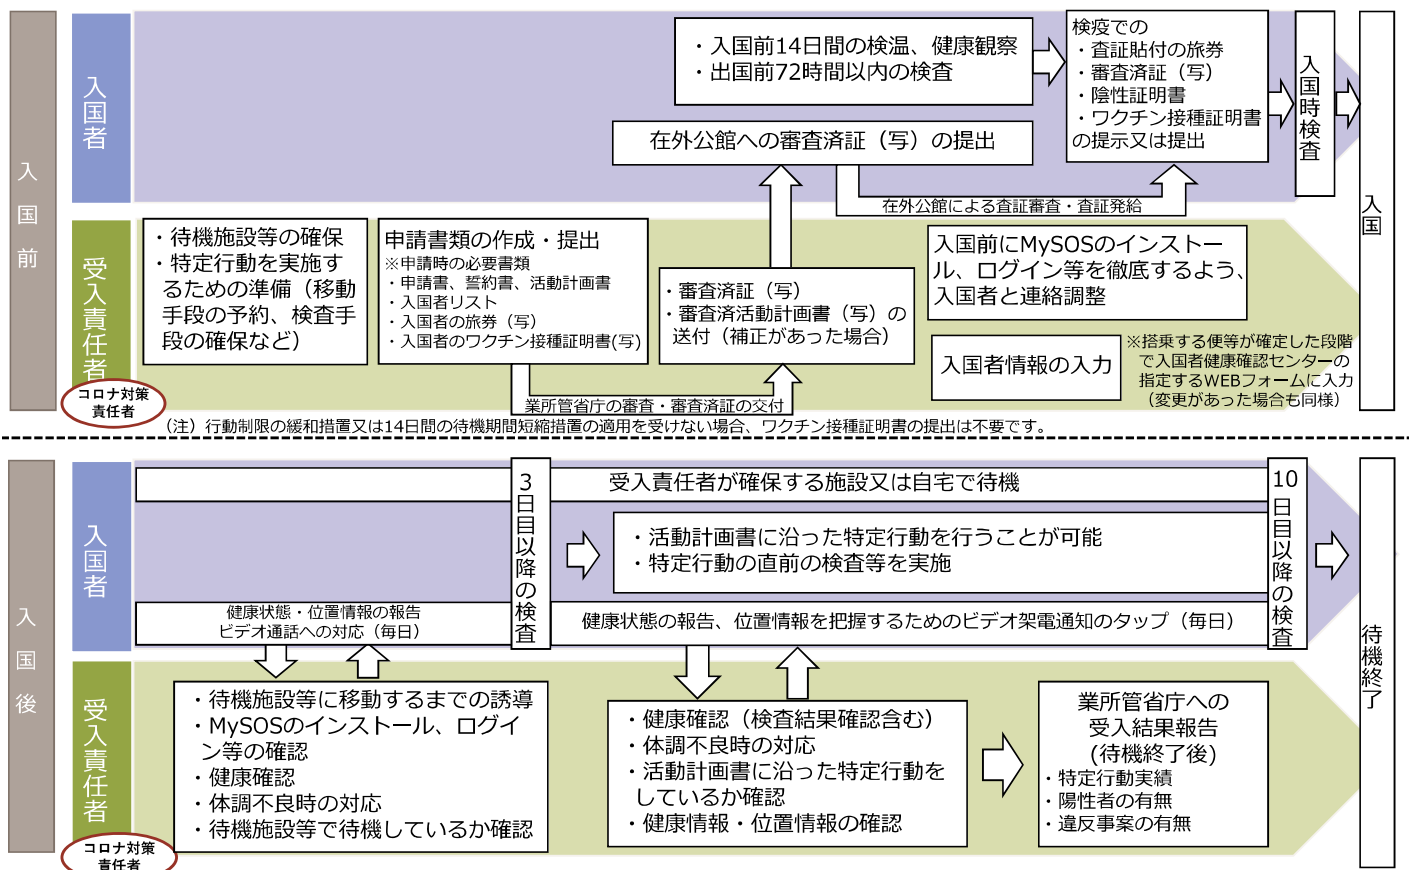 入国前
入国者
・入国前14日間の検温、健康観察
・出国前72時間以内の検査
検疫での
・査証貼付の旅券
・審査済証（写）
・陰性証明書
・ワクチン接種証明書
の提示又は提出
入国時検査
入国
在外公館への審査済証（写）の提出
在外公館による査証審査・査証発給
受入責任者
コロナ対策
責任者
・待機施設等の確保
・特定行動を実施す
るための準備（移動
手段の予約、検査手
段の確保など）
申請書類の作成・提出
※申請時の必要書類
・申請書、誓約書、活動計画書
・入国者リスト
・入国者の旅券（写）
・入国者のワクチン接種証明書(写)
・審査済証（写）
・審査済活動計画書（写）の
送付（補正があった場合）
業所管省庁の審査・審査済証の交付
入国前にMySOSのインストー
ル、ログイン等を徹底するよう、
入国者と連絡調整
入国者情報の入力
※搭乗する便等が確定した段階
で入国者健康確認センターの
指定するWEBフォームに入力
（変更があった場合も同様）
（注）行動制限の緩和措置又は14日間の待機期間短縮措置の適用を受けない場合、ワクチン接種証明書の提出は不要です。
入国後
入国者
受入責任者が確保する施設又は自宅で待機
3日目以降の検査
・活動計画書に沿った特定行動を行うことが可能
・特定行動の直前の検査等を実施
10日目以降の検査
待機終了
健康状態・位置情報の報告
ビデオ通話への対応（毎日）
健康状態の報告、位置情報を把握するためのビデオ架電通知のタップ（毎日）
受入責任者
コロナ対策
責任者
・待機施設等に移動するまでの誘導
・MySOSのインストール、ログイ
ン等の確認
・健康確認
・体調不良時の対応
・待機施設等で待機しているか確認
・健康確認（検査結果確認含む）
・体調不良時の対応
・活動計画書に沿った特定行動を
しているか確認
・健康情報・位置情報の確認
業所管省庁への
受入結果報告
(待機終了後)
・特定行動実績
・陽性者の有無
・違反事案の有無